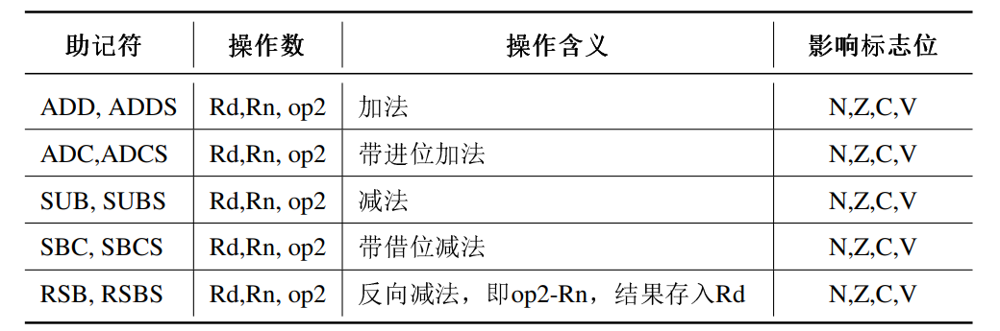 助记符 操作数 操作含义 影响标志位
ADD, ADDS Rd,Rn, op2 加法 N,Z,C,V
ADC,ADCS Rd,Rn, op2 带进位加法 N,Z,C,V
SUB, SUBS Rd,Rn, op2 减法 N,Z,C,V
SBC, SBCS Rd,Rn, op2 带借位减法 N,Z,C,V
RSB, RSBS Rd,Rn, op2 反向减法，即op2-Rn，结果存入Rd N,Z,C,V